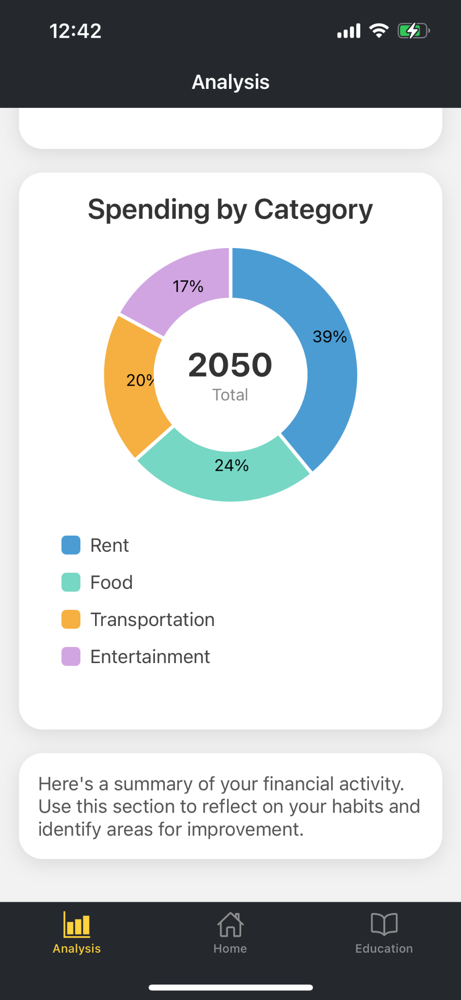 12:42
Analysis
Spending by Category
17%
39%
2050
20%
Total
24%
Rent
Food
Transportation
Entertainment
Here's a summary of your financial activity.
Use this section to reflect on your habits and
identify areas for improvement.
Analysis
Home
Education